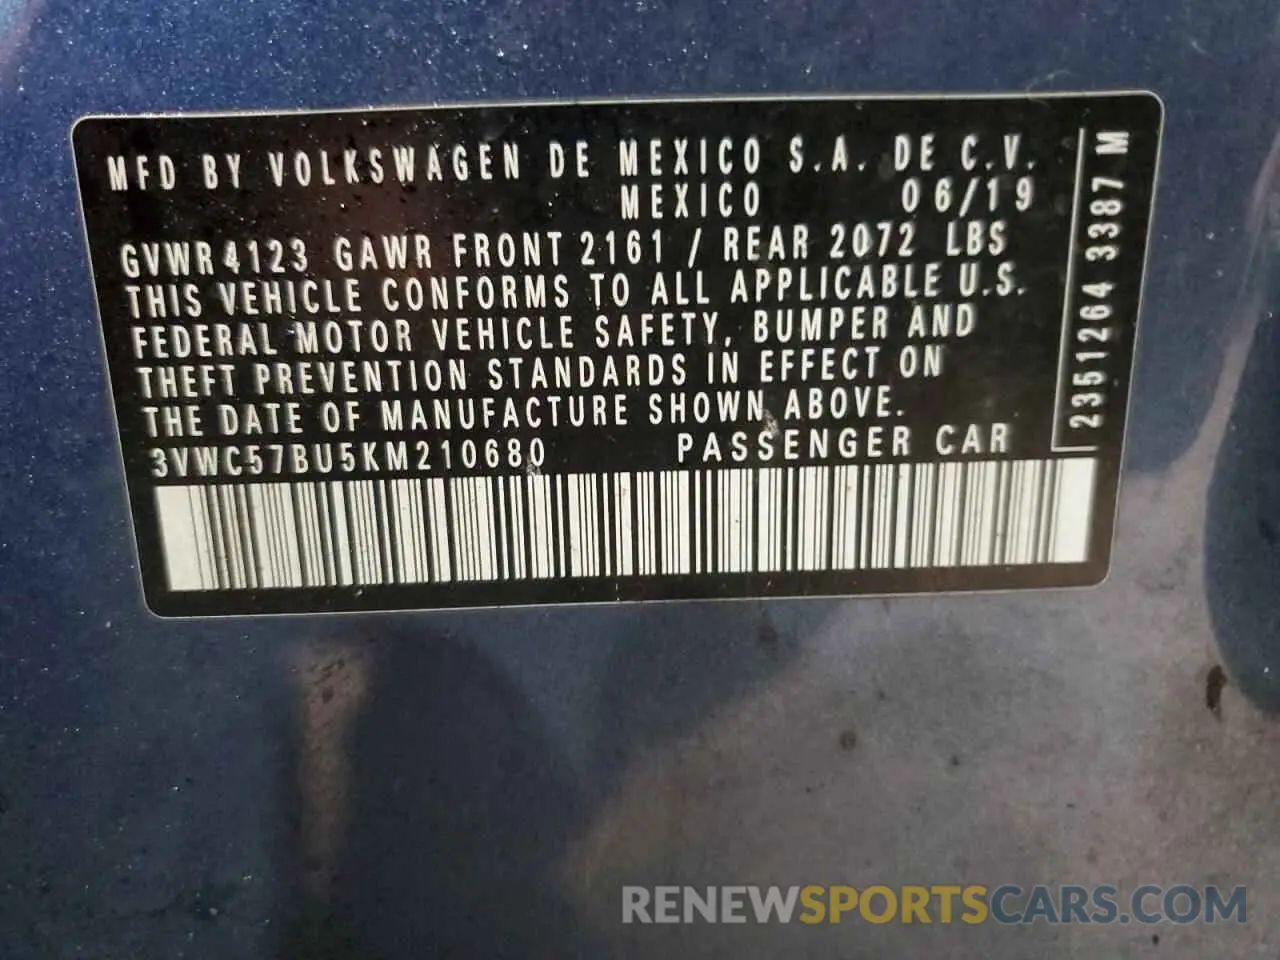 MFD BY VOLKSWAGEN DE MEXICO S.A. DE C.V.
MEXICO 06/19
GVWR 4123 GAWR FRONT 2161 / REAR 2072 LBS
THIS VEHICLE CONFORMS TO ALL APPLICABLE U.S.
FEDERAL MOTOR VEHICLE SAFETY, BUMPER AND
THEFT PREVENTION STANDARDS IN EFFECT ON
THE DATE OF MANUFACTURE SHOWN ABOVE.
3VWC57BU5KM210680 PASSENGER CAR
2351264 3387 M
RENEWSPORTSCARS.COM